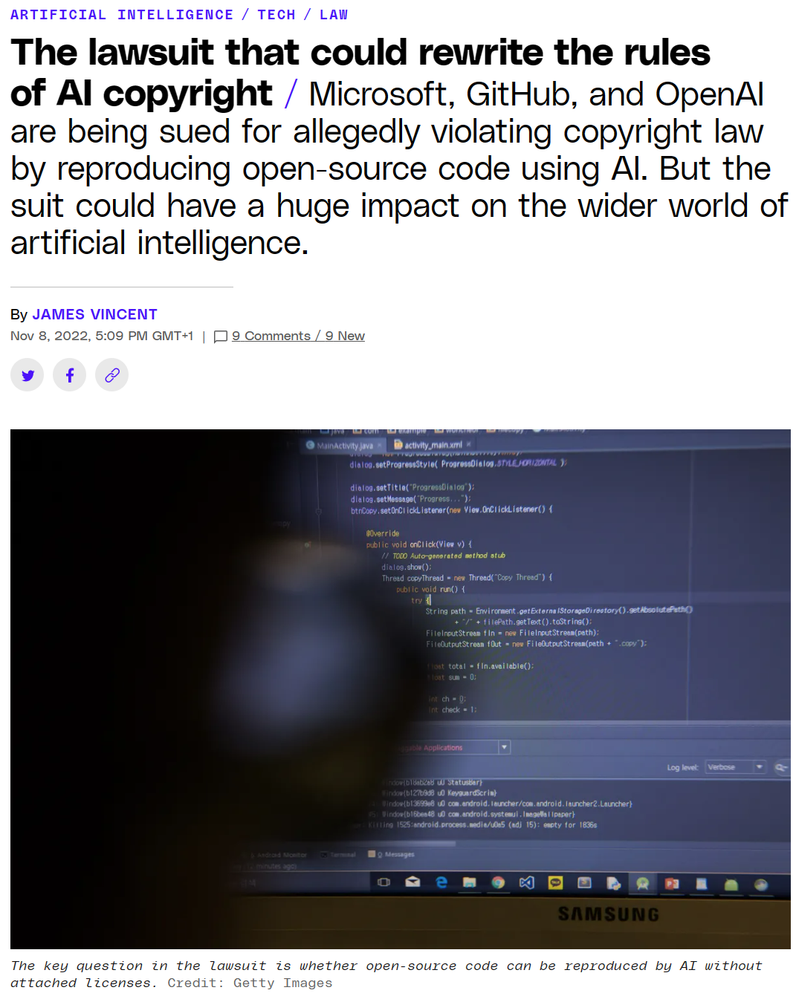 ARTIFICIAL INTELLIGENCE / TECH / LAW
The lawsuit that could rewrite the rules
of AI copyright / Microsoft, GitHub, and OpenAI
are being sued for allegedly violating copyright law
by reproducing open-source code using AI. But the
suit could have a huge impact on the wider world of
artificial intelligence.
By JAMES VINCENT
Nov 8, 2022, 5:09 PM GMT+1 | 9 Comments / 9 New
java com example
MainActivity.java × activity_main.xml ×
dialog.setProgressStyle( ProgressDialog.STYLE_HORIZONTAL );
dialog.setTitle("ProgressDialog");
dialog.setMessage("Progress...");
btnCopy.setOnClickListener(new View.OnClickListener() {
@Override
public void onClick(View v) {
// TODO Auto-generated method stub
dialog.show();
Thread copyThread = new Thread("Copy Thread") {
public void run() {
try {
String path = Environment.getExternalStorageDirectory().getAbsolutePath()
+ "/" + filePath.getText().toString();
FileInputStream fIn = new FileInputStream(path);
FileOutputStream fOut = new FileOutputStream(path + ".copy");
float total = fIn.available();
float sum = 0;
int ch = 0;
int check = 1;
Applications
Log level: Verbose
StatusBar}
Window{b127b9d8 u0 KeyguardScrim}
Window{b13699e8 u0 com.android.launcher/com.android.launcher2.Launcher}
Window{b16bea48 u0 com.android.systemui.ImageWallpaper}
Killing 1525:android.process.media/u0a5 (adj 15): empty for 1836s
Android Monitor Terminal 0: Messages
minutes ago)
SAMSUNG
The key question in the lawsuit is whether open-source code can be reproduced by AI without
attached licenses. Credit: Getty Images